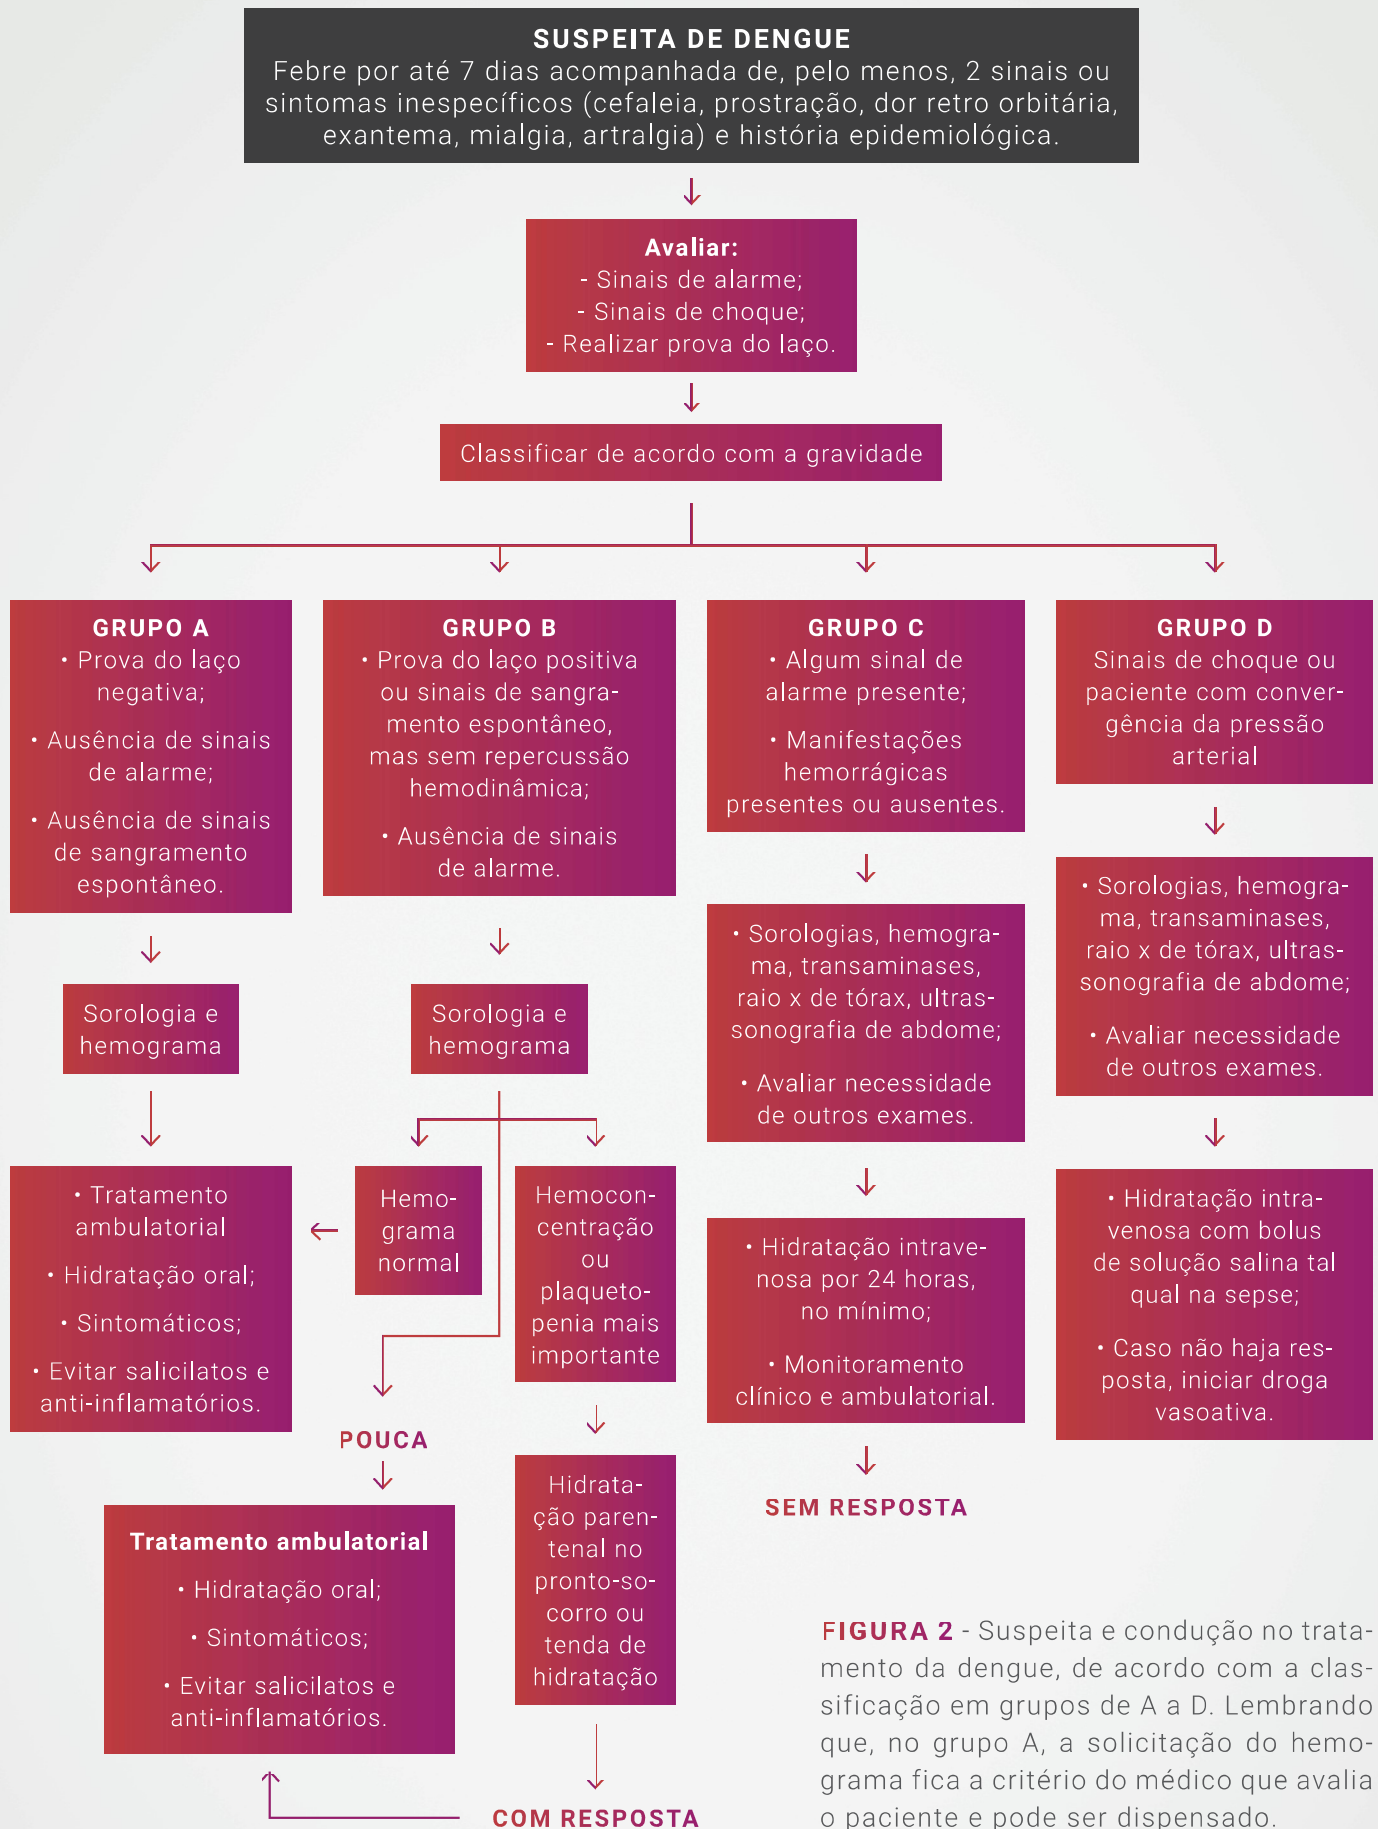 SUSPEITA DE DENGUE
Febre por até 7 dias acompanhada de, pelo menos, 2 sinais ou
sintomas inespecíficos (cefaleia, prostração, dor retro orbitária,
exantema, mialgia, artralgia) e história epidemiológica.
Avaliar:
- Sinais de alarme;
- Sinais de choque;
- Realizar prova do laço.
Classificar de acordo com a gravidade
GRUPO A
• Prova do laço
negativa;
• Ausência de sinais
de alarme;
• Ausência de sinais
de sangramento
espontâneo.
Sorologia e
hemograma
• Tratamento
ambulatorial
• Hidratação oral;
• Sintomáticos;
• Evitar salicilatos e
anti-inflamatórios.
GRUPO B
• Prova do laço positiva
ou sinais de sangra-
mento espontâneo,
mas sem repercussão
hemodinâmica;
• Ausência de sinais
de alarme.
Sorologia e
hemograma
Hemo-
grama
normal
Hemocon-
centração
ou
plaqueto-
penia mais
importante
POUCA
Tratamento ambulatorial
• Hidratação oral;
• Sintomáticos;
• Evitar salicilatos e
anti-inflamatórios.
Hidrata-
ção paren-
tenal no
pronto-so-
corro ou
tenda de
hidratação
COM RESPOSTA
GRUPO C
• Algum sinal de
alarme presente;
• Manifestações
hemorrágicas
presentes ou ausentes.
• Sorologias, hemogra-
ma, transaminases,
raio x de tórax, ultras-
sonografia de abdome;
• Avaliar necessidade
de outros exames.
• Hidratação intrave-
nosa por 24 horas,
no mínimo;
• Monitoramento
clínico e ambulatorial.
SEM RESPOSTA
GRUPO D
Sinais de choque ou
paciente com conver-
gência da pressão
arterial
• Sorologias, hemogra-
ma, transaminases,
raio x de tórax, ultras-
sonografia de abdome;
• Avaliar necessidade
de outros exames.
• Hidratação intra-
venosa com bolus
de solução salina tal
qual na sepse;
• Caso não haja res-
posta, iniciar droga
vasoativa.
FIGURA 2 - Suspeita e condução no trata-
mento da dengue, de acordo com a clas-
sificação em grupos de A a D. Lembrando
que, no grupo A, a solicitação do hemo-
grama fica a critério do médico que avalia
o paciente e pode ser dispensado.